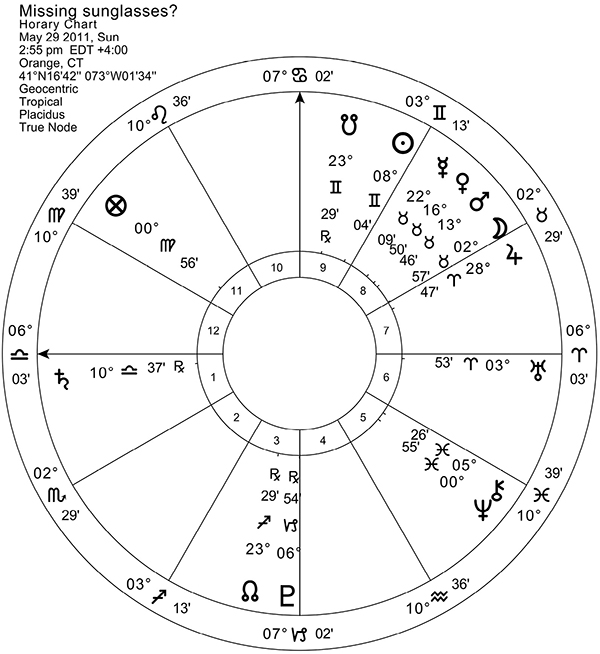 Missing sunglasses?
Horary Chart
May 29 2011, Sun
2:55 pm EDT +4:00
Orange, CT
41°N16'42" 073°W01'34"
Geocentric
Tropical
Placidus
True Node
07° ♋ 02'
03° ♊ 13'
02° ♉ 29'
06° ♈ 03'
39' ♓ 10°
36' ♒ 10°
07° ♑ 02'
03° ♐ 13'
02° ♏ 29'
06° ♎ 03'
39' ♍ 10°
10° ♌ 36'
☋ 23° ♊ 29' ℞
☉ 08° ♊ 04'
☿ 22° ♉ 09'
♀ 16° ♉ 50'
♂ 13° ♉ 46'
☽ 02° ♉ 57'
♃ 28° ♈ 47'
53' ♈ 03° ♅
26' ♓ 05° ⚷
55' ♓ 00° ♆
℞ 54' ♑ 06° ♇
℞ 29' ♐ 23° ☊
♄ 10° ♎ 37' ℞
⊗ 00° ♍ 56'
1
2
3
4
5
6
7
8
9
10
11
12